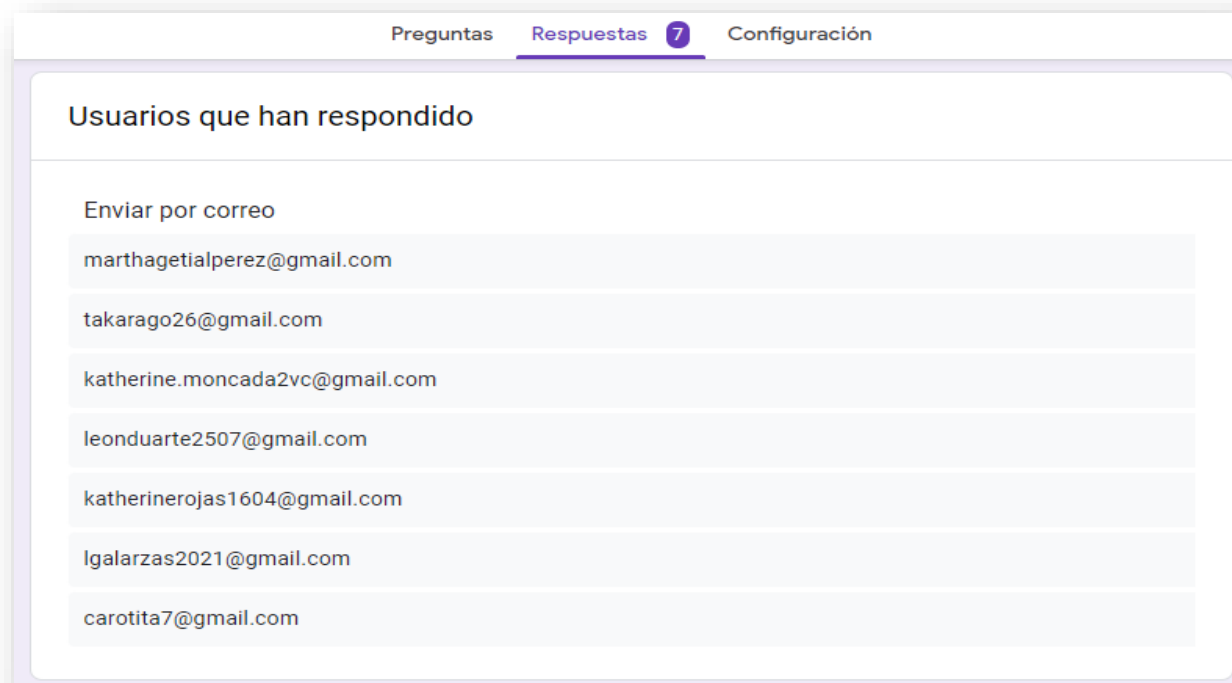 Preguntas Respuestas 7 Configuración
Usuarios que han respondido
Enviar por correo
marthagetialperez@gmail.com
takarago26@gmail.com
katherine.moncada2vc@gmail.com
leonduarte2507@gmail.com
katherinerojas1604@gmail.com
lgalarzas2021@gmail.com
carotita7@gmail.com